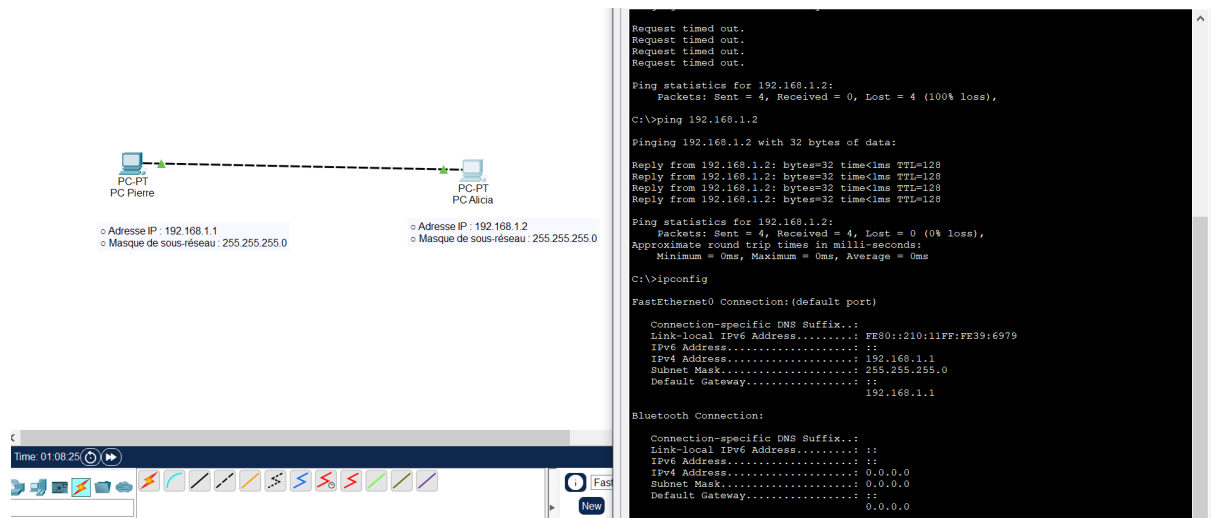 PC-PT
PC Pierre
○ Adresse IP : 192.168.1.1
○ Masque de sous-réseau : 255.255.255.0
PC-PT
PC Alicia
○ Adresse IP : 192.168.1.2
○ Masque de sous-réseau : 255.255.255.0
Time: 01:08:25
Fast
New
Request timed out.
Request timed out.
Request timed out.
Request timed out.
Ping statistics for 192.168.1.2:
Packets: Sent = 4, Received = 0, Lost = 4 (100% loss),
C:\>ping 192.168.1.2
Pinging 192.168.1.2 with 32 bytes of data:
Reply from 192.168.1.2: bytes=32 time<1ms TTL=128
Reply from 192.168.1.2: bytes=32 time<1ms TTL=128
Reply from 192.168.1.2: bytes=32 time<1ms TTL=128
Reply from 192.168.1.2: bytes=32 time<1ms TTL=128
Ping statistics for 192.168.1.2:
Packets: Sent = 4, Received = 4, Lost = 0 (0% loss),
Approximate round trip times in milli-seconds:
Minimum = 0ms, Maximum = 0ms, Average = 0ms
C:\>ipconfig
FastEthernet0 Connection:(default port)
Connection-specific DNS Suffix..:
Link-local IPv6 Address.........: FE80::210:11FF:FE39:6979
IPv6 Address....................: ::
IPv4 Address....................: 192.168.1.1
Subnet Mask.....................: 255.255.255.0
Default Gateway.................: ::
192.168.1.1
Bluetooth Connection:
Connection-specific DNS Suffix..:
Link-local IPv6 Address.........: ::
IPv6 Address....................: ::
IPv4 Address....................: 0.0.0.0
Subnet Mask.....................: 0.0.0.0
Default Gateway.................: ::
0.0.0.0